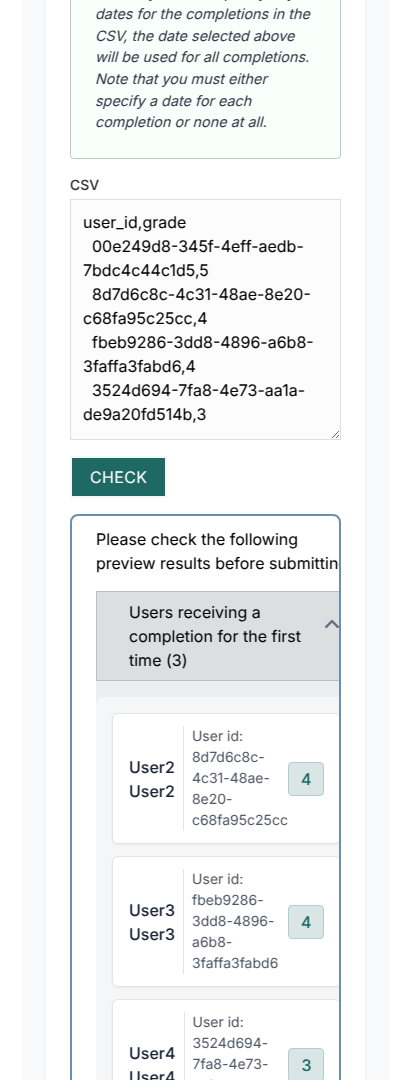 dates for the completions in the
CSV, the date selected above
will be used for all completions.
Note that you must either
specify a date for each
completion or none at all.
CSV
user_id,grade
00e249d8-345f-4eff-aedb-
7bdc4c44c1d5,5
8d7d6c8c-4c31-48ae-8e20-
c68fa95c25cc,4
fbeb9286-3dd8-4896-a6b8-
3faffa3fabd6,4
3524d694-7fa8-4e73-aa1a-
de9a20fd514b,3
CHECK
Please check the following
preview results before submittin
Users receiving a
completion for the first
time (3)
User2
User2
User id:
8d7d6c8c-
4c31-48ae-
8e20-
c68fa95c25cc
4
User3
User3
User id:
fbeb9286-
3dd8-4896-
a6b8-
3faffa3fabd6
4
User4
User4
User id:
3524d694-
7fa8-4e73-
3